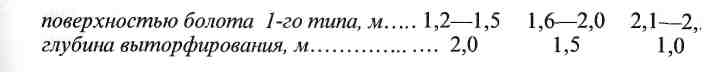 поверхностью болота 1-го типа, м….. 1,2—1,5 1,6—2,0 2,1—2,
глубина выторфирования, м………….. …. 2,0 1,5 1,0